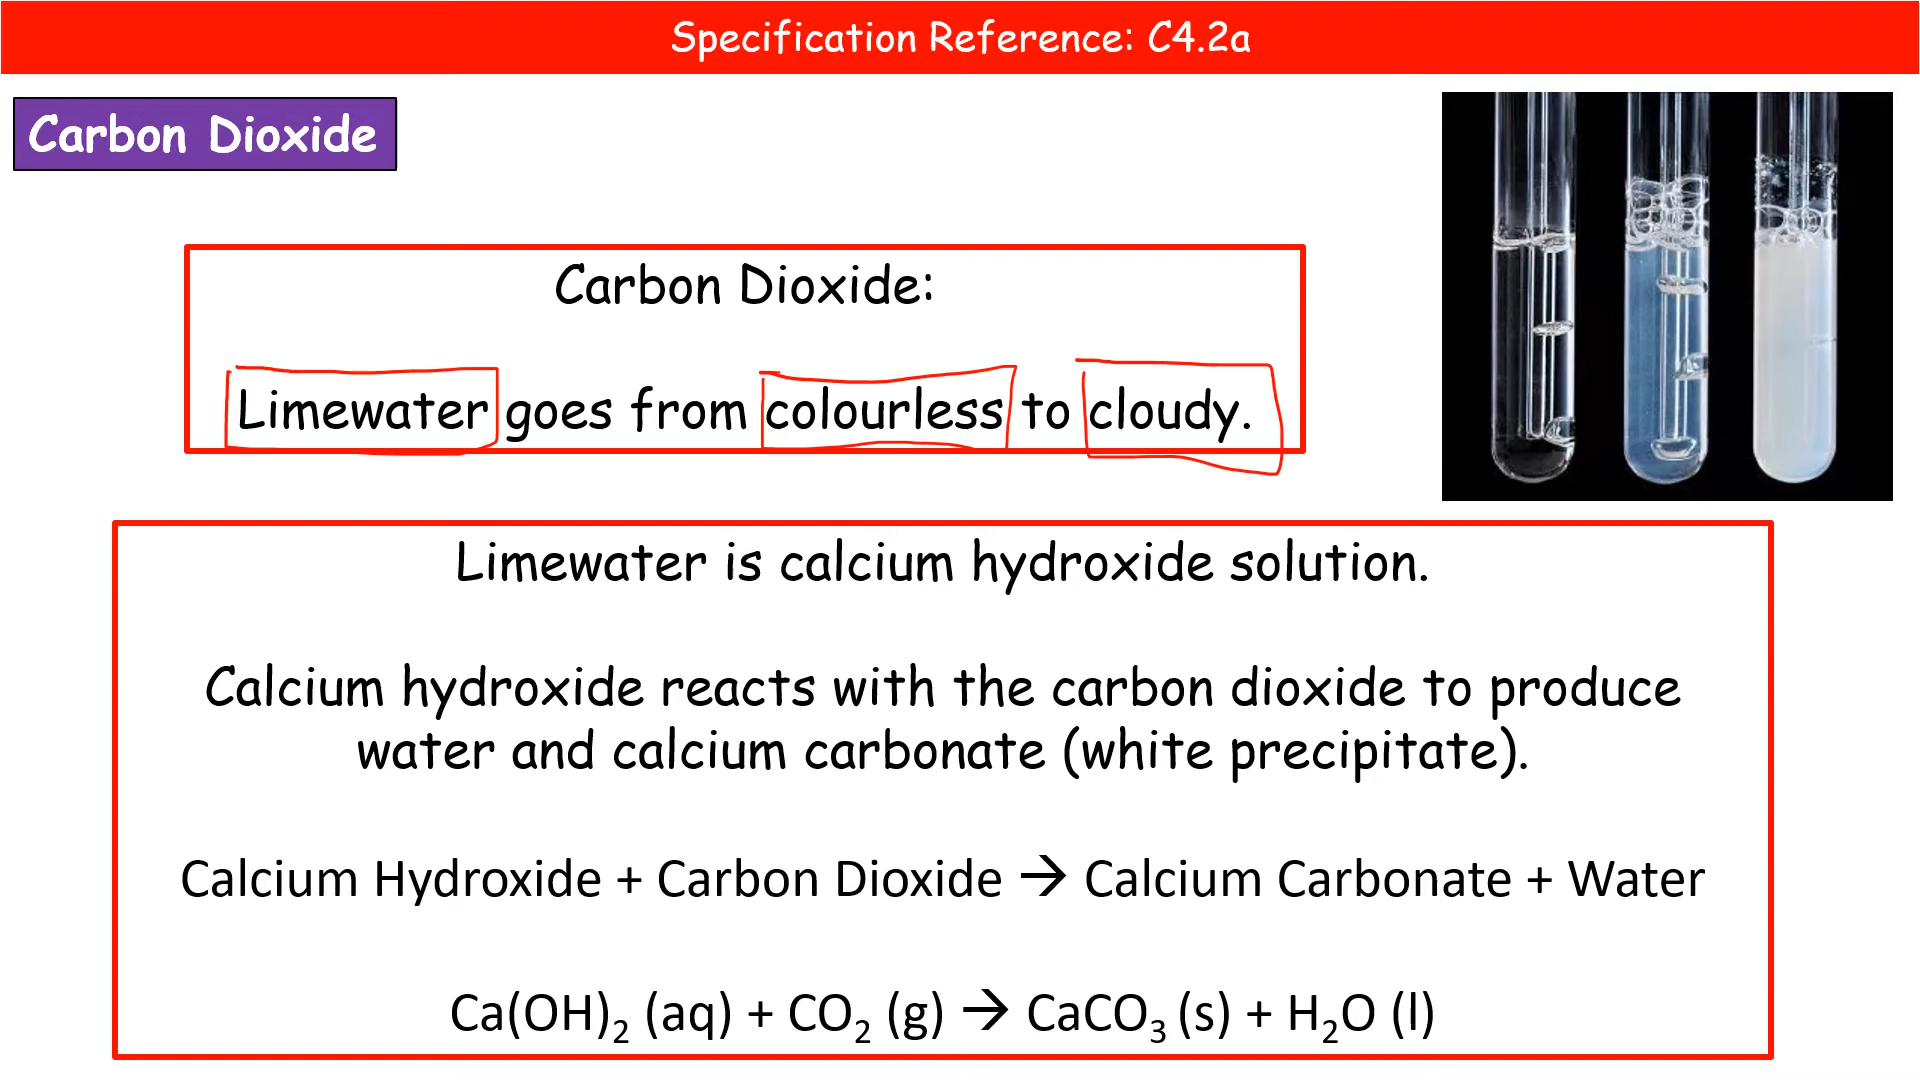 Specification Reference: C4.2a
Carbon Dioxide
Carbon Dioxide:
Limewater goes from colourless to cloudy.
Limewater is calcium hydroxide solution.
Calcium hydroxide reacts with the carbon dioxide to produce
water and calcium carbonate (white precipitate).
Calcium Hydroxide + Carbon Dioxide → Calcium Carbonate + Water
Ca(OH)₂ (aq) + CO₂ (g) → CaCO₃ (s) + H₂O (l)